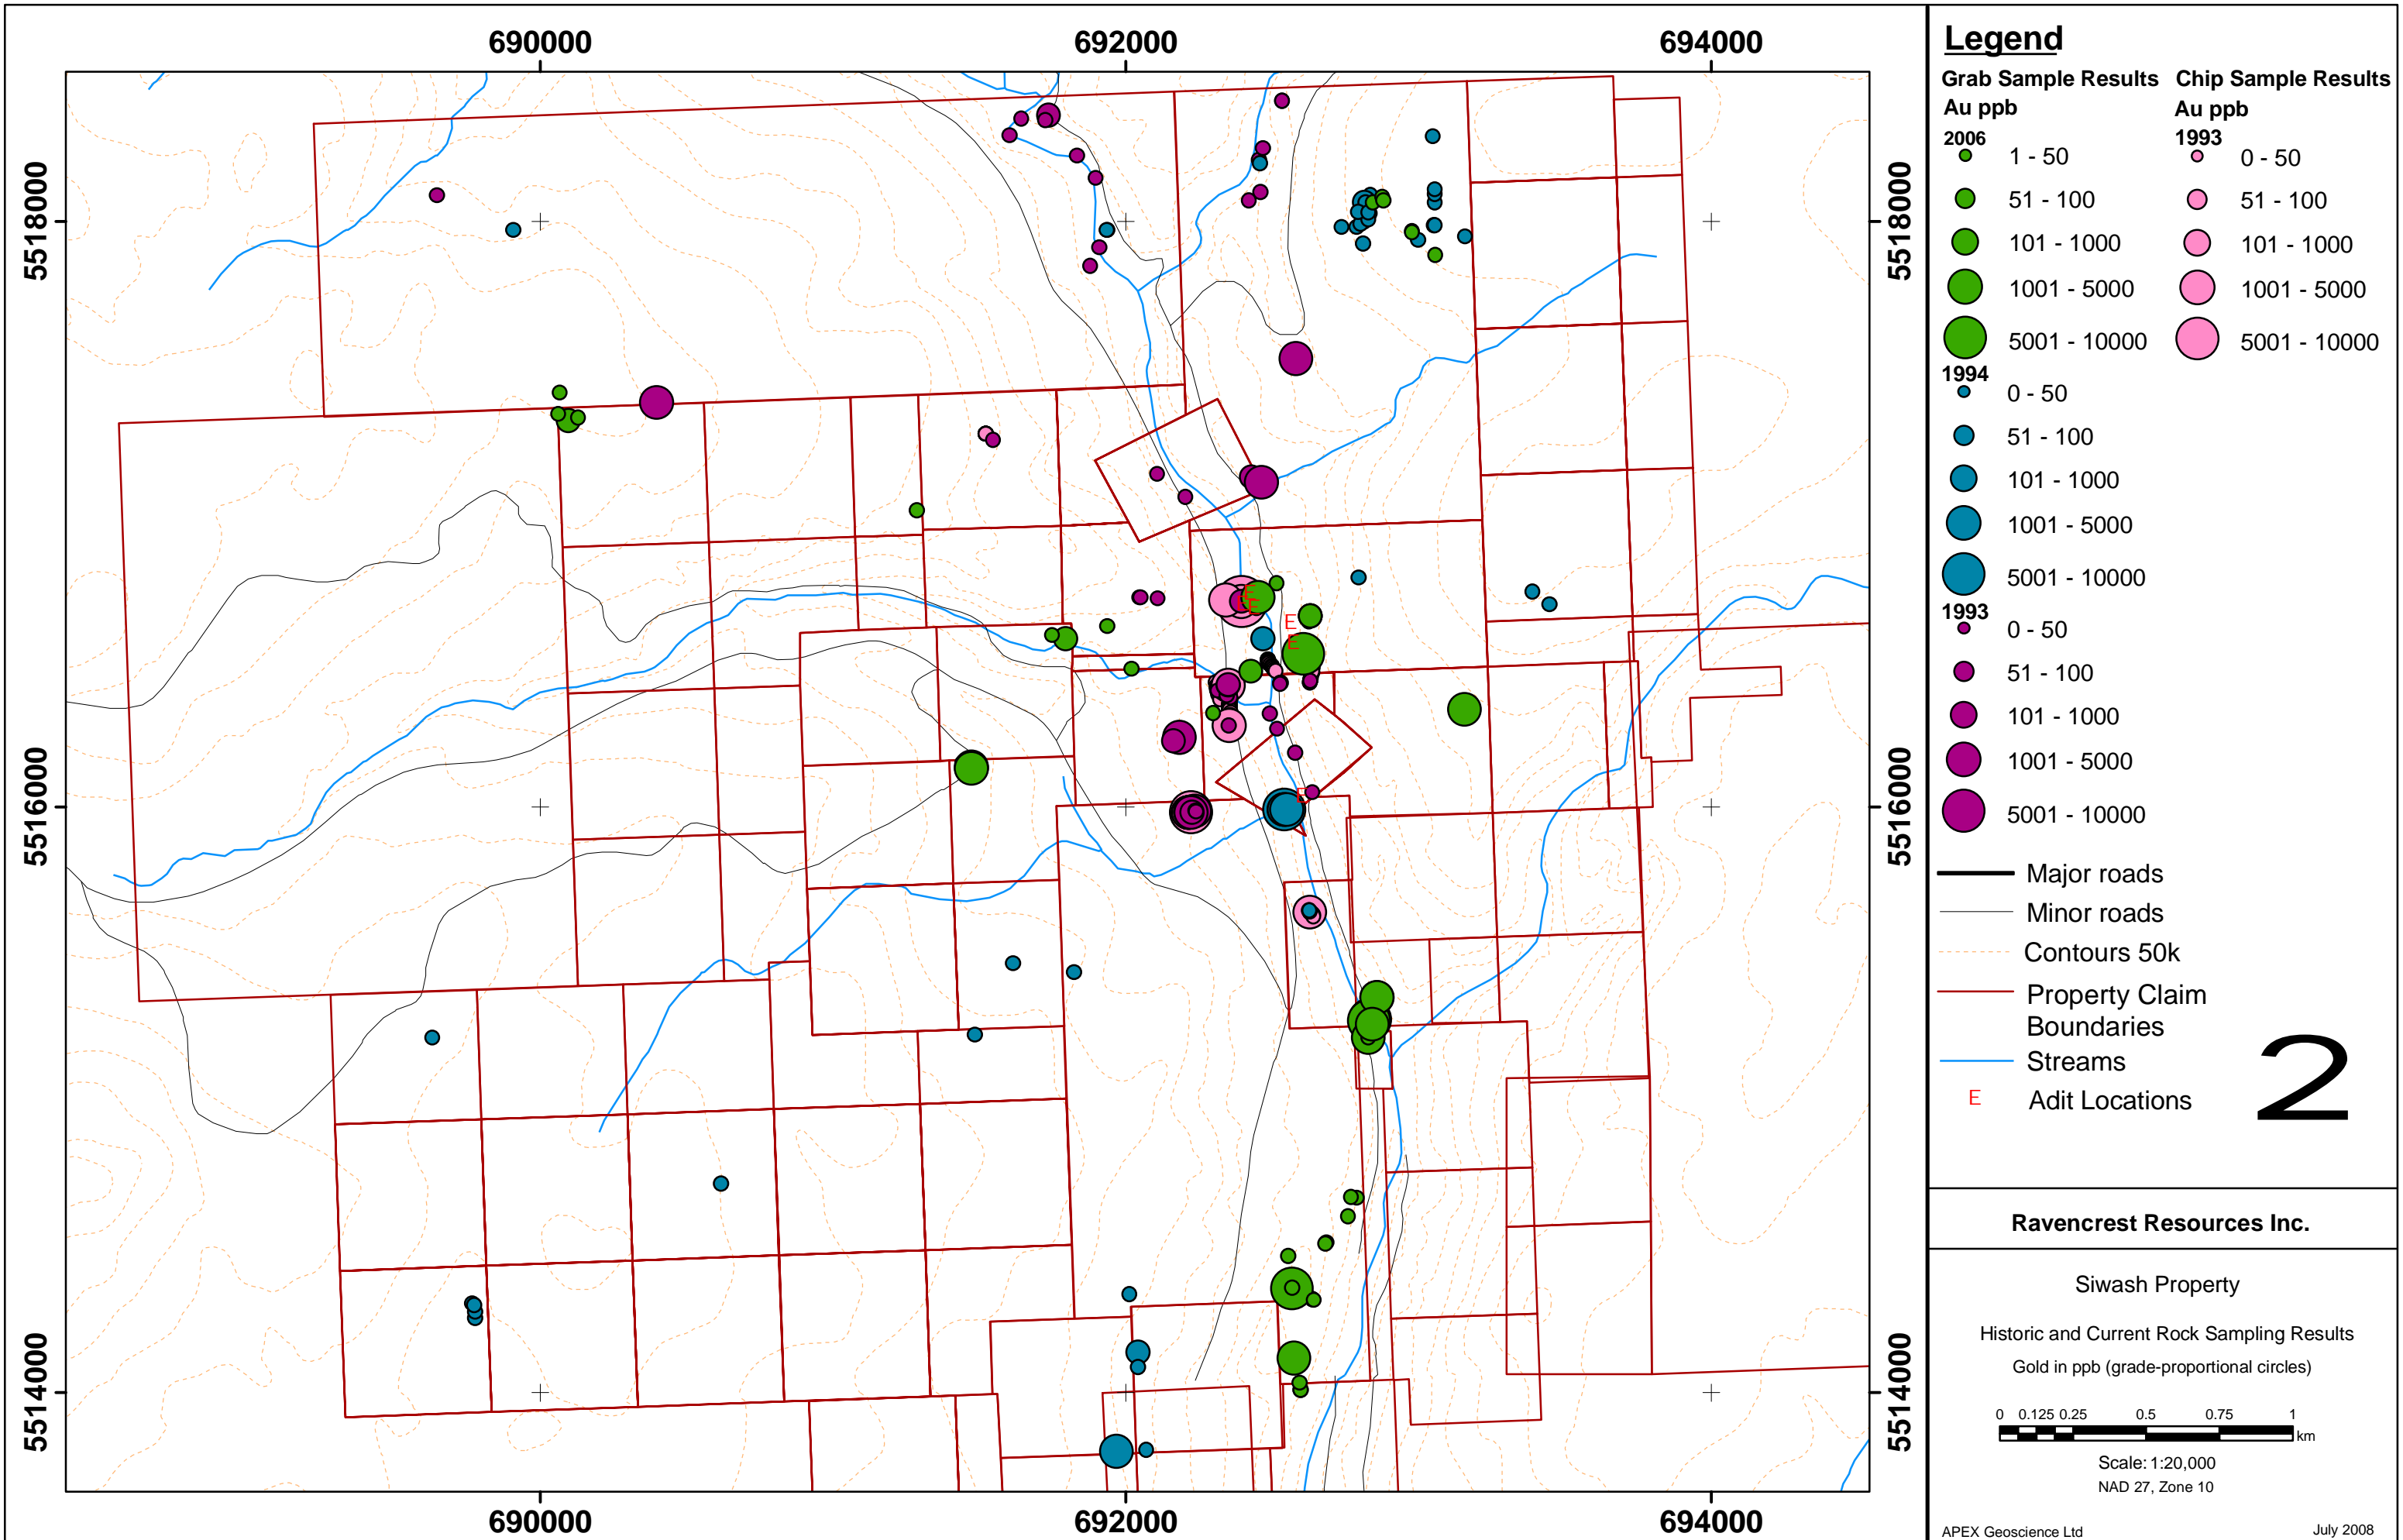 690000 692000 694000
5518000 5518000
5516000 5516000
5514000 5514000
690000 692000 694000
E
E
E
E
E
E
Legend
Grab Sample Results Chip Sample Results
Au ppb Au ppb
2006 1993
1 - 50 0 - 50
51 - 100 51 - 100
101 - 1000 101 - 1000
1001 - 5000 1001 - 5000
5001 - 10000 5001 - 10000
1994
0 - 50
51 - 100
101 - 1000
1001 - 5000
5001 - 10000
1993
0 - 50
51 - 100
101 - 1000
1001 - 5000
5001 - 10000
Major roads
Minor roads
Contours 50k
Property Claim
Boundaries
Streams
E Adit Locations
2
Ravencrest Resources Inc.
Siwash Property
Historic and Current Rock Sampling Results
Gold in ppb (grade-proportional circles)
0 0.125 0.25 0.5 0.75 1
km
Scale: 1:20,000
NAD 27, Zone 10
APEX Geoscience Ltd July 2008